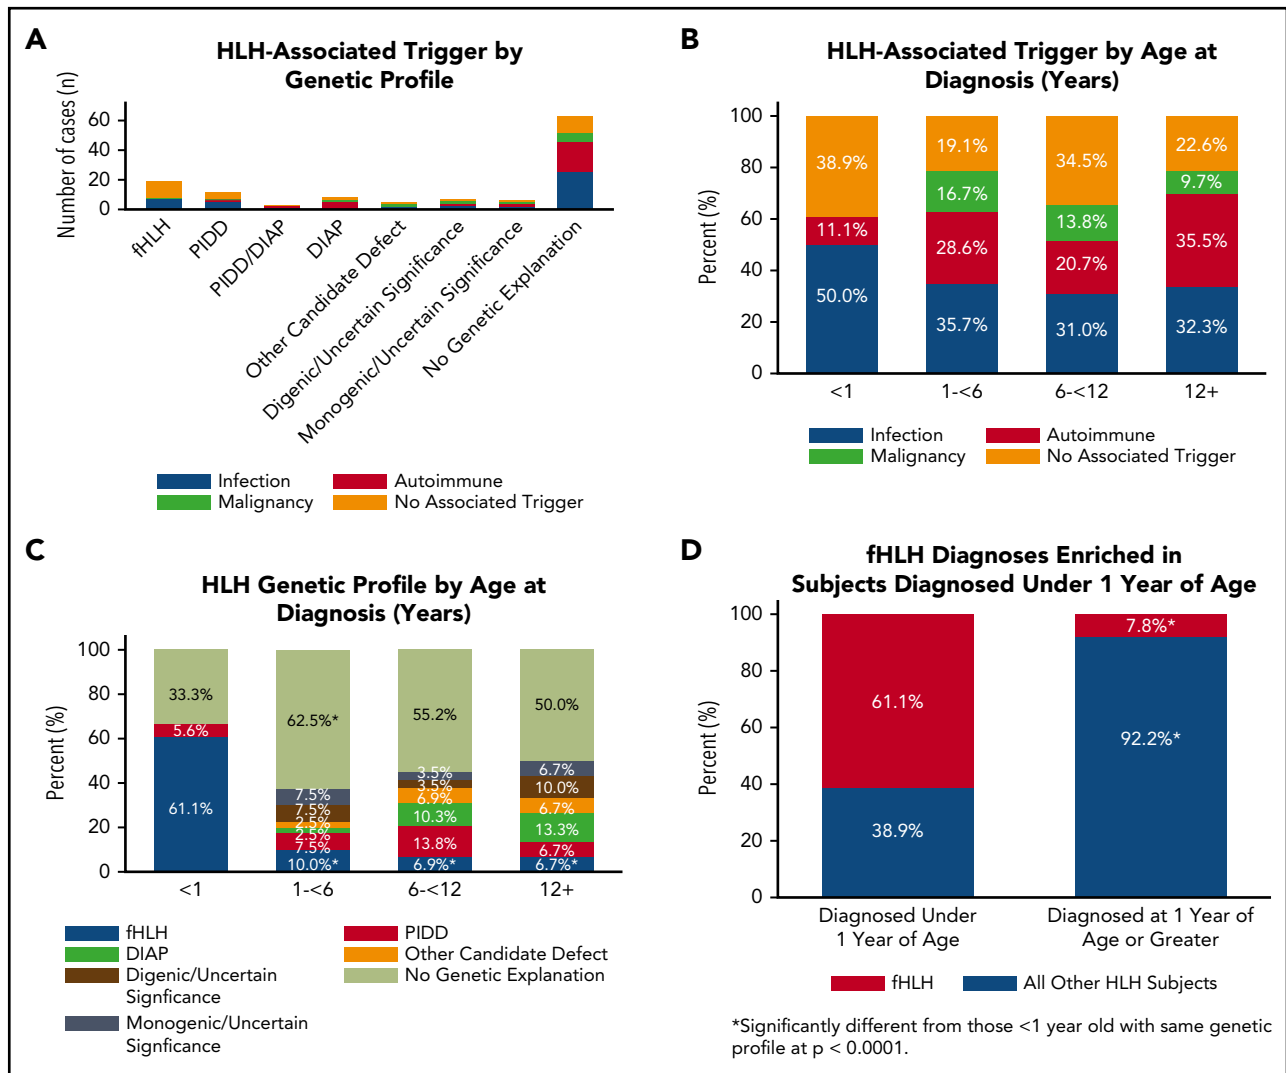 A
HLH-Associated Trigger by
Genetic Profile
Number of cases (n)
60
40
20
0
fHLH
PIDD
PIDD/DIAP
DIAP
Other Candidate Defect
Digenic/Uncertain Significance
Monogenic/Uncertain Significance
No Genetic Explanation
Infection
Autoimmune
Malignancy
No Associated Trigger
B
HLH-Associated Trigger by Age at
Diagnosis (Years)
Percent (%)
100
80
60
40
20
0
38.9%
11.1%
50.0%
19.1%
16.7%
28.6%
35.7%
34.5%
13.8%
20.7%
31.0%
22.6%
9.7%
35.5%
32.3%
<1
1-<6
6-<12
12+
Infection
Autoimmune
Malignancy
No Associated Trigger
C
HLH Genetic Profile by Age at
Diagnosis (Years)
Percent (%)
100
80
60
40
20
0
33.3%
5.6%
61.1%
62.5%*
7.5%
7.5%
2.5%
2.5%
7.5%
10.0%*
55.2%
3.5%
3.5%
6.9%
10.3%
13.8%
6.9%*
50.0%
6.7%
10.0%
6.7%
13.3%
6.7%
6.7%*
<1
1-<6
6-<12
12+
fHLH
PIDD
DIAP
Other Candidate Defect
Digenic/Uncertain
Signficance
No Genetic Explanation
Monogenic/Uncertain
Signficance
D
fHLH Diagnoses Enriched in
Subjects Diagnosed Under 1 Year of Age
Percent (%)
100
80
60
40
20
0
61.1%
38.9%
7.8%*
92.2%*
Diagnosed Under
1 Year of Age
Diagnosed at 1 Year of
Age or Greater
fHLH
All Other HLH Subjects
*Significantly different from those <1 year old with same genetic
profile at p < 0.0001.